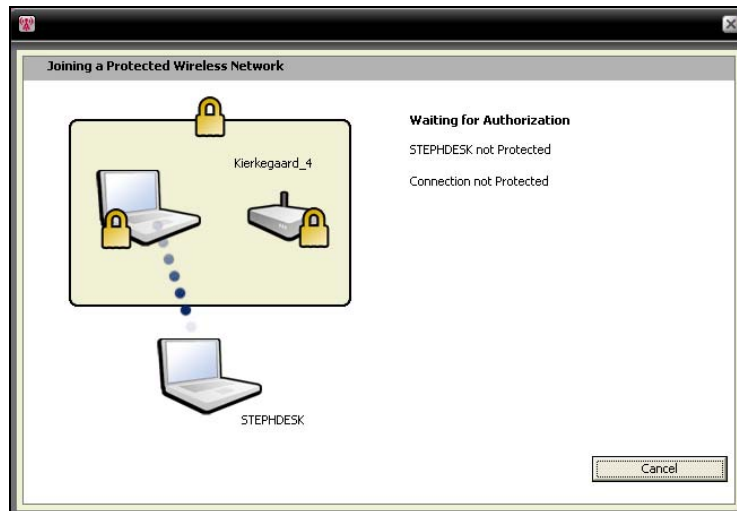 Joining a Protected Wireless Network
Waiting for Authorization
Kierkegaard_4
STEPHDESK not Protected
Connection not Protected
STEPHDESK
Cancel